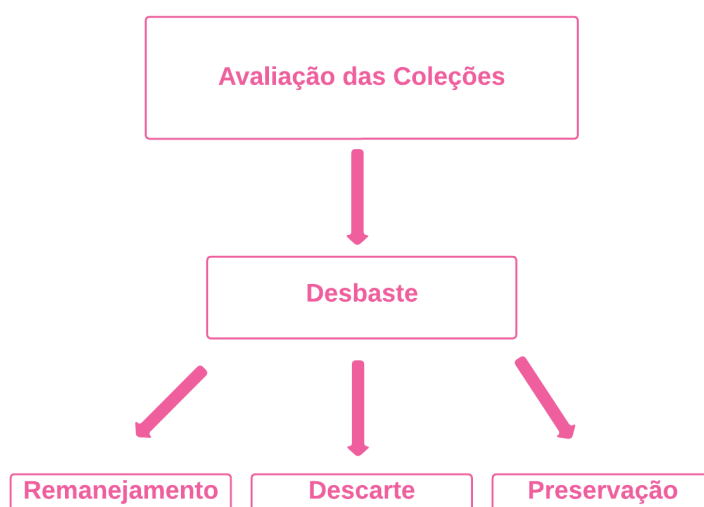 Avaliação das Coleções
Desbaste
Remanejamento
Descarte
Preservação